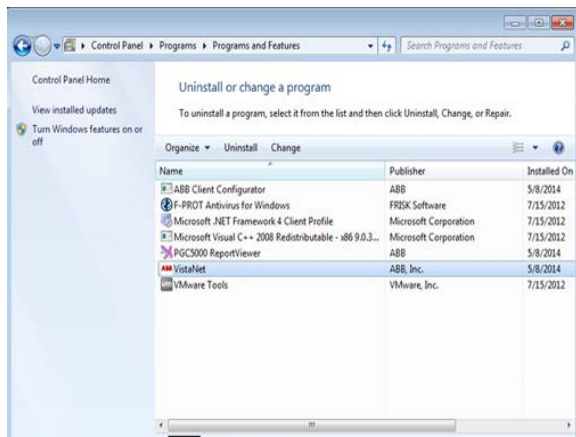 Control Panel ▸ Programs ▸ Programs and Features
Search Programs and Features
Control Panel Home
View installed updates
Turn Windows features on or
off
Uninstall or change a program
To uninstall a program, select it from the list and then click Uninstall, Change, or Repair.
Organize Uninstall Change
Name Publisher Installed On
ABB Client Configurator ABB 5/8/2014
F-PROT Antivirus for Windows FRISK Software 7/15/2012
Microsoft .NET Framework 4 Client Profile Microsoft Corporation 7/15/2012
Microsoft Visual C++ 2008 Redistributable - x86 9.0.3... Microsoft Corporation 7/15/2012
PGC5000 ReportViewer ABB 5/8/2014
ABB VistaNet ABB, Inc. 5/8/2014
VMware Tools VMware, Inc. 7/15/2012